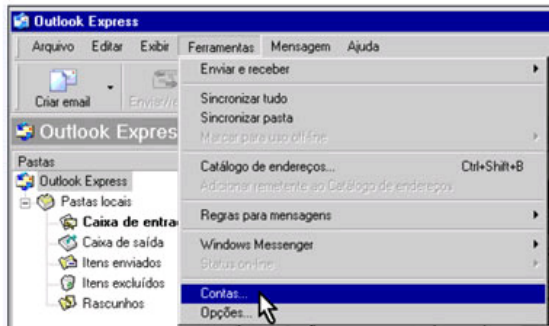 Outlook Express
Arquivo Editar Exibir Ferramentas Mensagem Ajuda
Enviar e receber
Criar email Enviar/re
Sincronizar tudo
Sincronizar pasta
Marcar para uso off-line
Outlook Expres
Pastas
Catálogo de endereços... Ctrl+Shift+B
Adicionar remetente ao Catálogo de endereços
Outlook Express
Pastas locais
Regras para mensagens
Caixa de entra
Caixa de saída
Windows Messenger
Itens enviados
Status on-line
Itens excluídos
Contas...
Rascunhos
Opções...